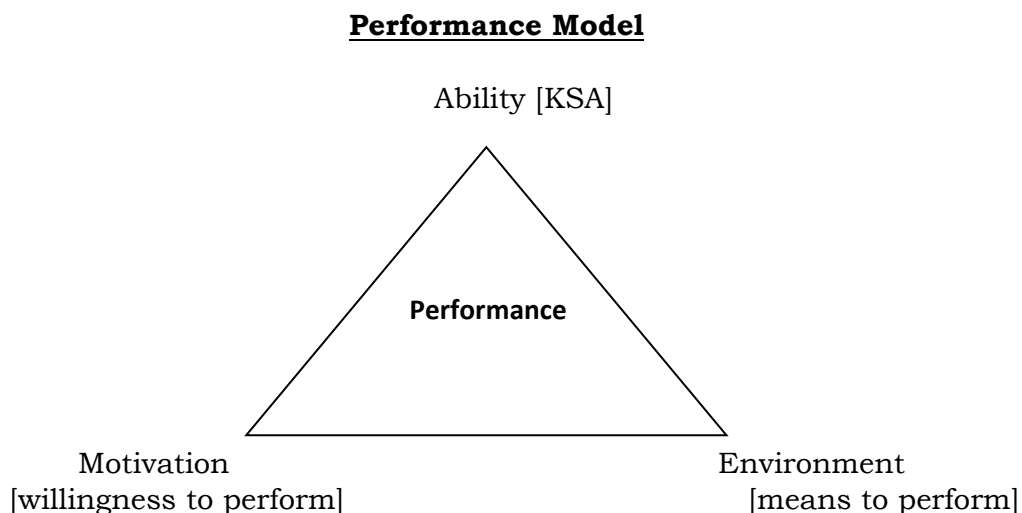 Performance Model
Ability [KSA]
Performance
Motivation
[willingness to perform]
Environment
[means to perform]